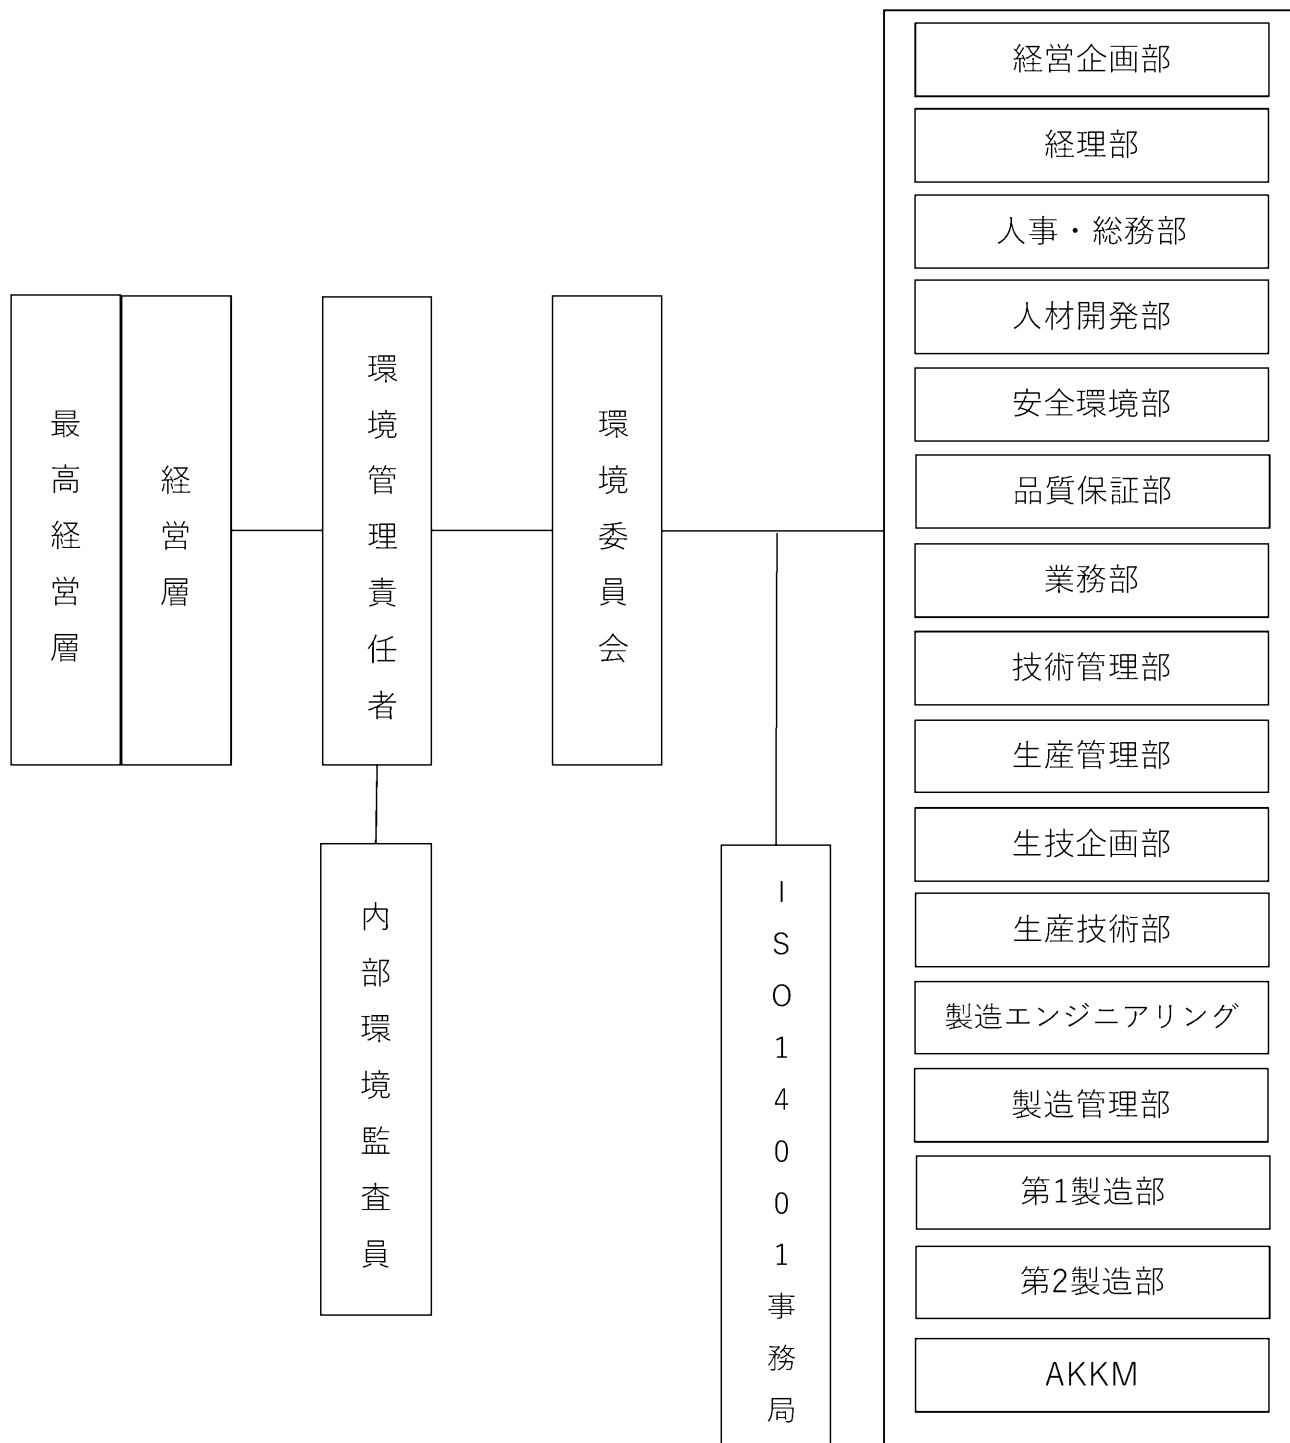 最高経営層
経営層
環境管理責任者
内部環境監査員
環境委員会
ISO14001事務局
経営企画部
経理部
人事・総務部
人材開発部
安全環境部
品質保証部
業務部
技術管理部
生産管理部
生技企画部
生産技術部
製造エンジニアリング
製造管理部
第1製造部
第2製造部
AKKM